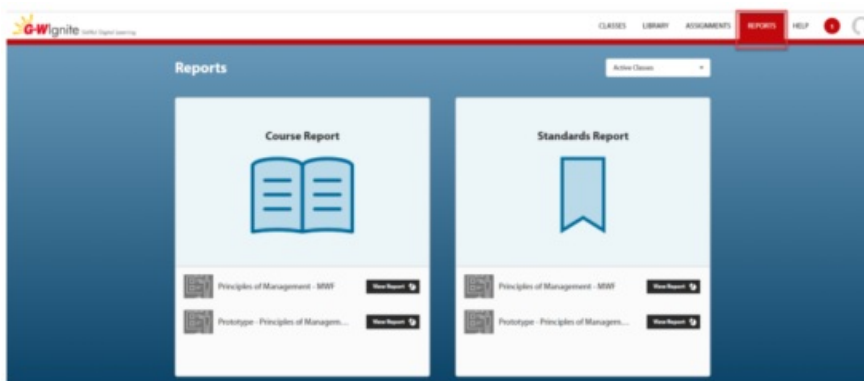 G-W Ignite
CLASSES LIBRARY ASSIGNMENTS REPORTS HELP
Reports
Active Classes
Course Report
Standards Report
Principles of Management - MWF View Report
Prototype - Principles of Managem... View Report
Principles of Management - MWF View Report
Prototype - Principles of Managem... View Report